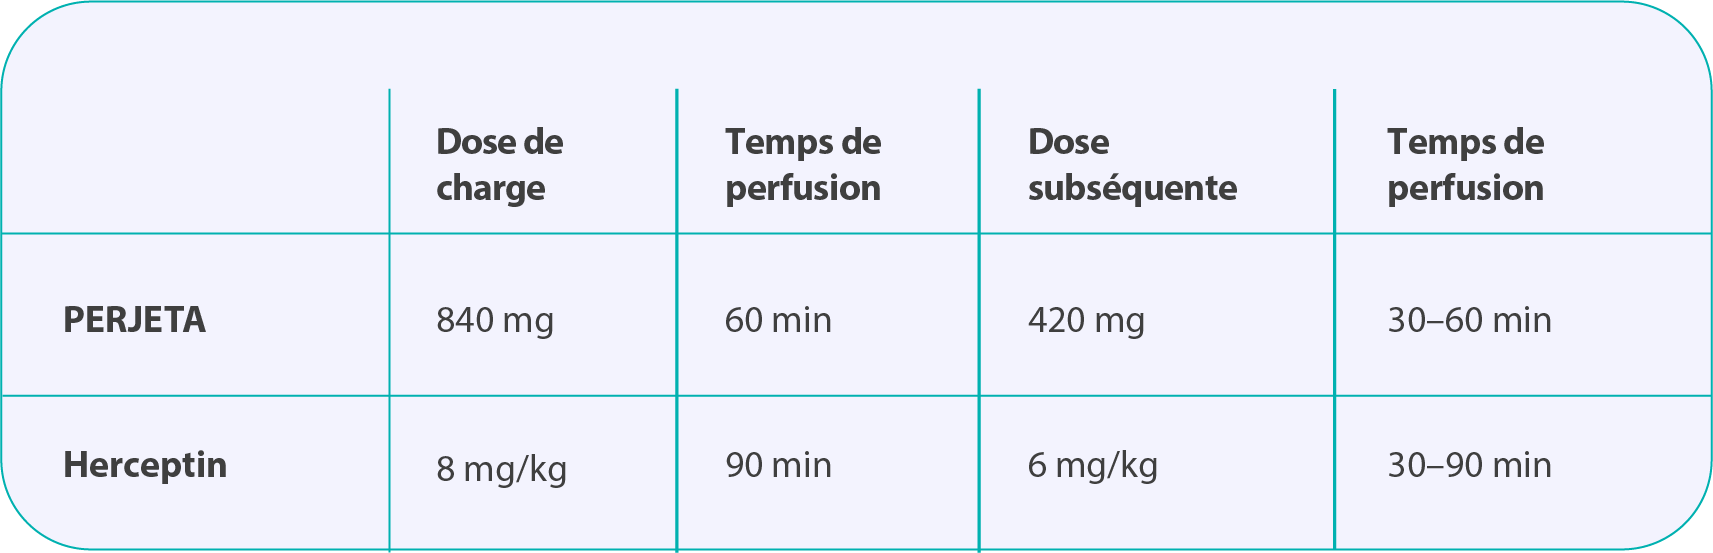 Dose de charge
Temps de perfusion
Dose subséquente
Temps de perfusion
PERJETA
840 mg
60 min
420 mg
30–60 min
Herceptin
8 mg/kg
90 min
6 mg/kg
30–90 min